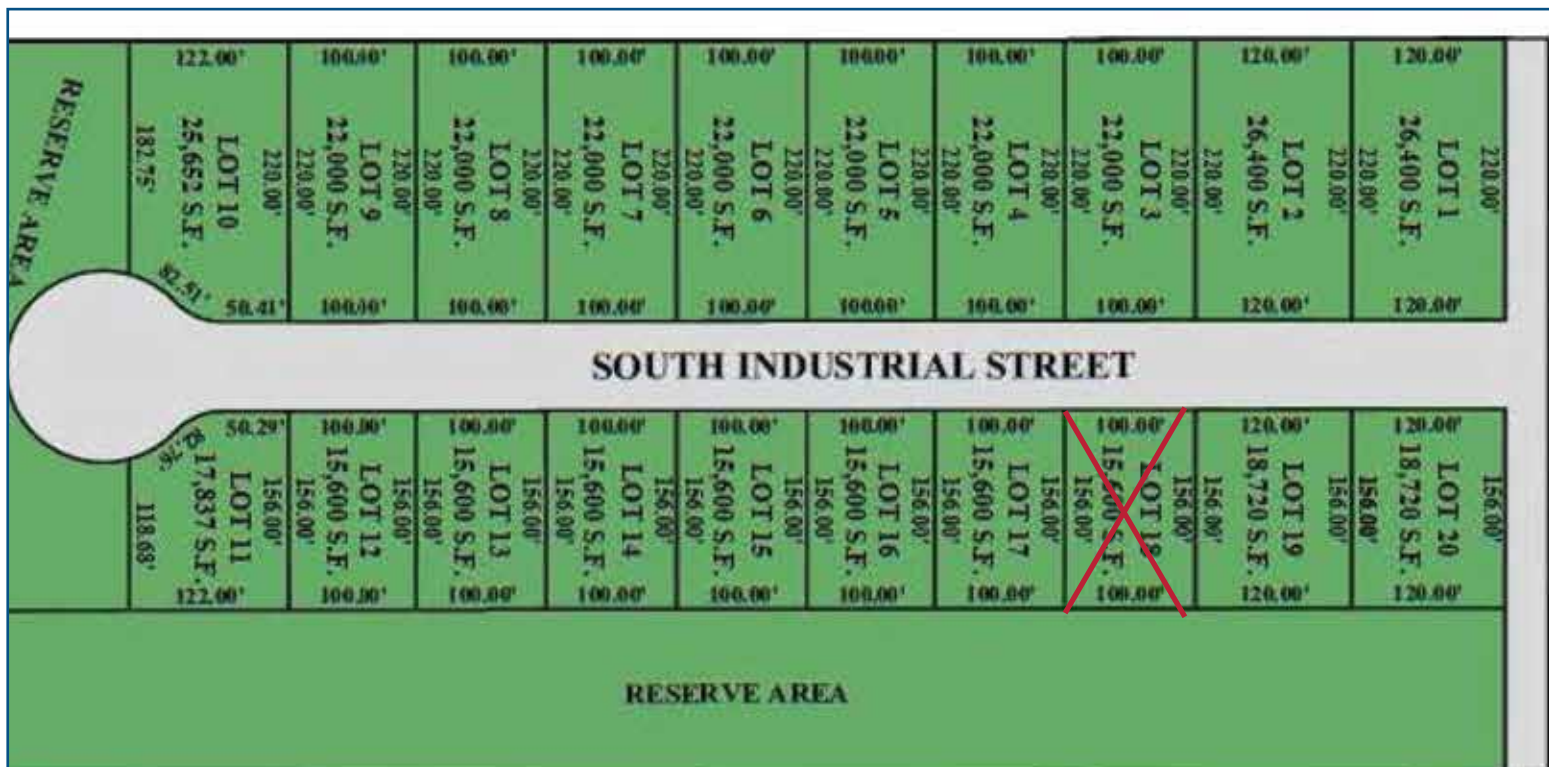 RESERVE AREA
122.00'
182.75'
25,652 S.F.
LOT 10
220.00'
82.51'
50.41'
100.00'
220.00'
22,000 S.F.
LOT 9
220.00'
100.00'
100.00'
220.00'
22,000 S.F.
LOT 8
220.00'
100.00'
100.00'
220.00'
22,000 S.F.
LOT 7
220.00'
100.00'
100.00'
220.00'
22,000 S.F.
LOT 6
220.00'
100.00'
100.00'
220.00'
22,000 S.F.
LOT 5
220.00'
100.00'
100.00'
220.00'
22,000 S.F.
LOT 4
220.00'
100.00'
100.00'
220.00'
22,000 S.F.
LOT 3
220.00'
100.00'
120.00'
220.00'
26,400 S.F.
LOT 2
220.00'
120.00'
120.00'
220.00'
26,400 S.F.
LOT 1
220.00'
120.00'
SOUTH INDUSTRIAL STREET
50.29'
118.68'
17,837 S.F.
LOT 11
156.00'
122.00'
100.00'
156.00'
15,600 S.F.
LOT 12
156.00'
100.00'
100.00'
156.00'
15,600 S.F.
LOT 13
156.00'
100.00'
100.00'
156.00'
15,600 S.F.
LOT 14
156.00'
100.00'
100.00'
156.00'
15,600 S.F.
LOT 15
156.00'
100.00'
100.00'
156.00'
15,600 S.F.
LOT 16
156.00'
100.00'
100.00'
156.00'
15,600 S.F.
LOT 17
156.00'
100.00'
100.00'
156.00'
15,600 S.F.
LOT 18
156.00'
100.00'
120.00'
156.00'
18,720 S.F.
LOT 19
156.00'
120.00'
120.00'
156.00'
18,720 S.F.
LOT 20
156.00'
120.00'
RESERVE AREA